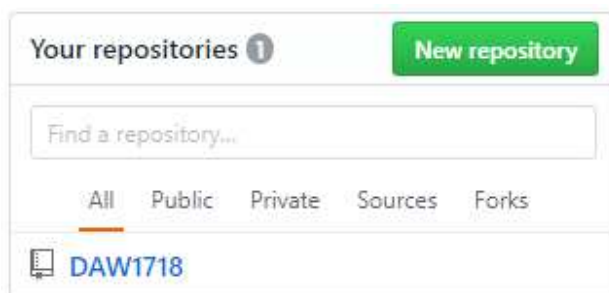 Your repositories 1 New repository
Find a repository...
All Public Private Sources Forks
DAW1718